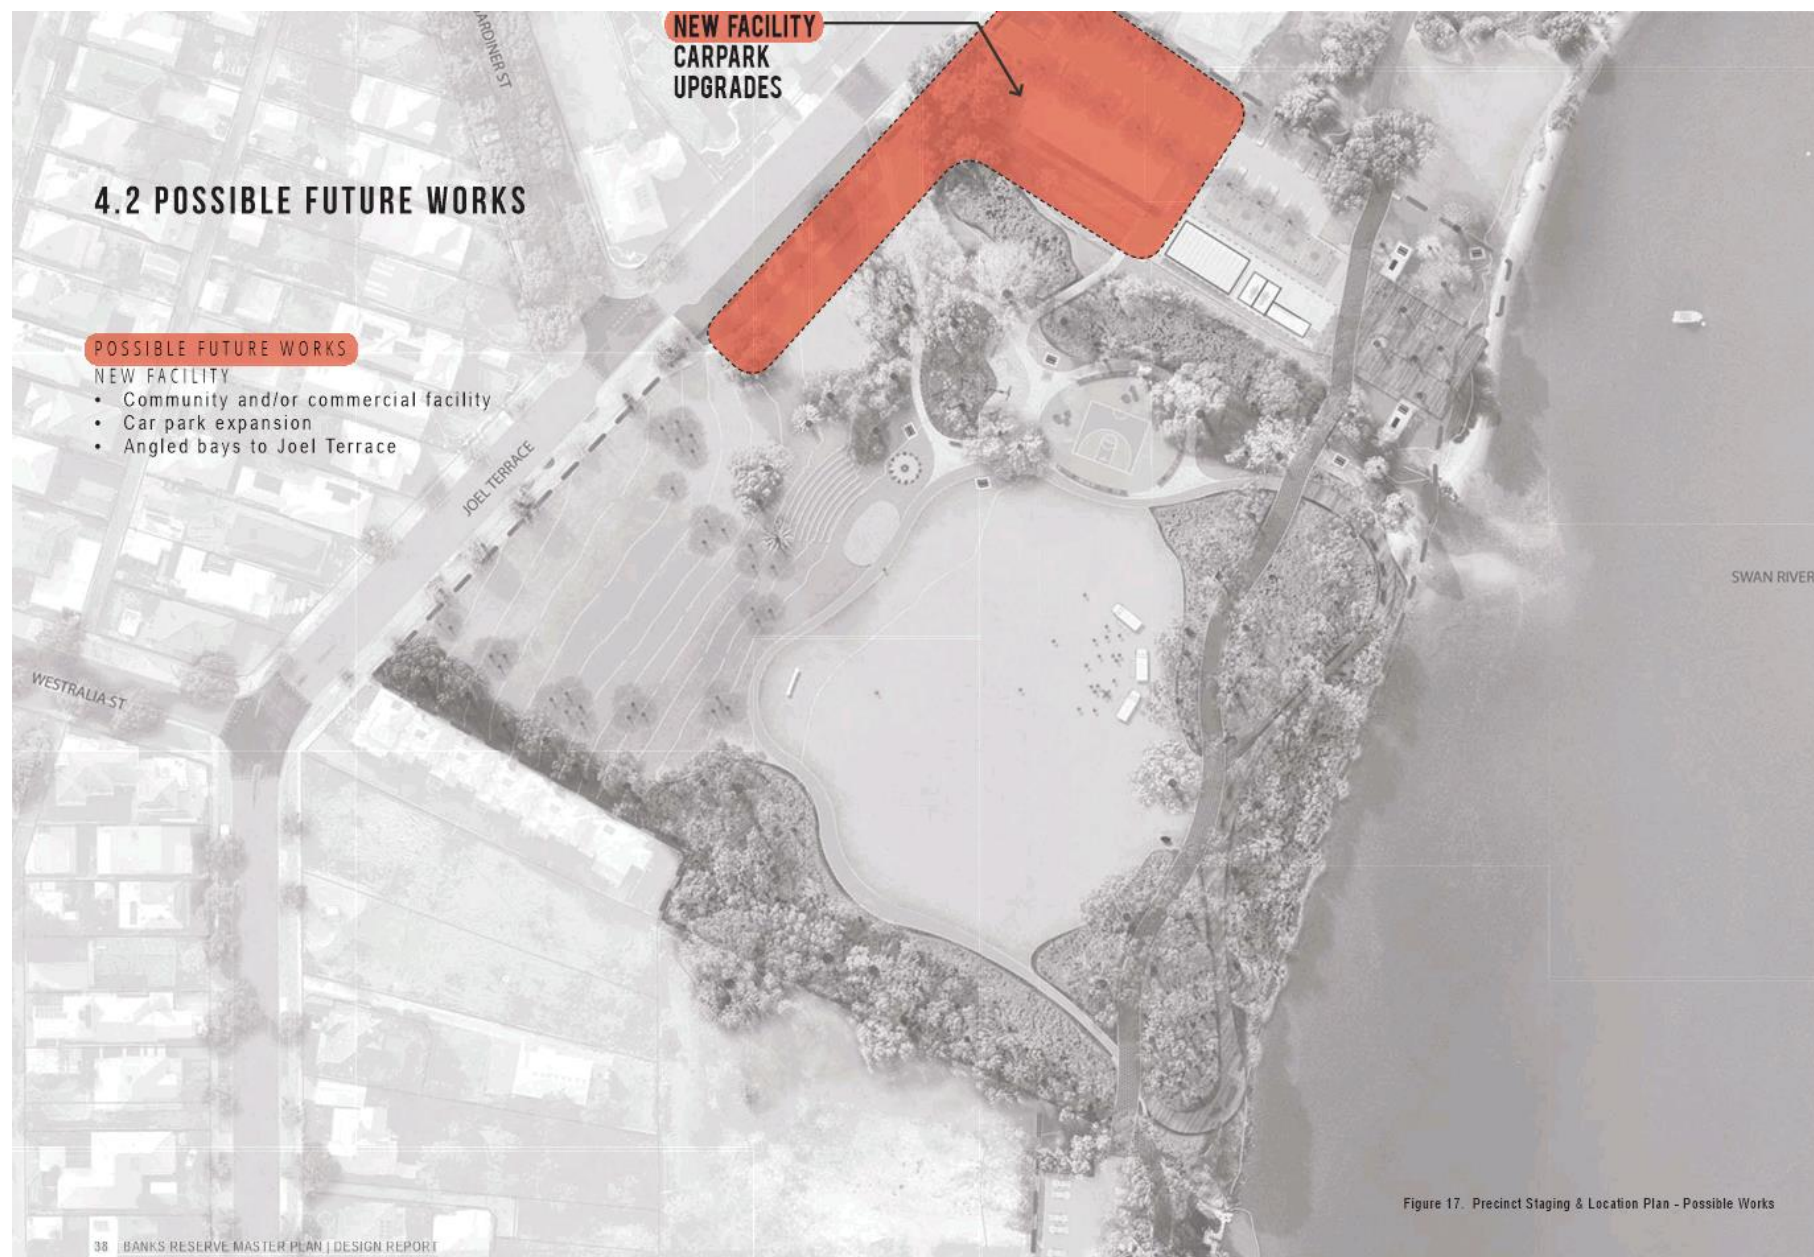 NEW FACILITY
CARPARK
UPGRADES
GARDINER ST
4.2 POSSIBLE FUTURE WORKS
POSSIBLE FUTURE WORKS
NEW FACILITY
• Community and/or commercial facility
• Car park expansion
• Angled bays to Joel Terrace
JOEL TERRACE
SWAN RIVER
WESTRALIA ST
Figure 17. Precinct Staging & Location Plan - Possible Works
38 BANKS RESERVE MASTER PLAN | DESIGN REPORT